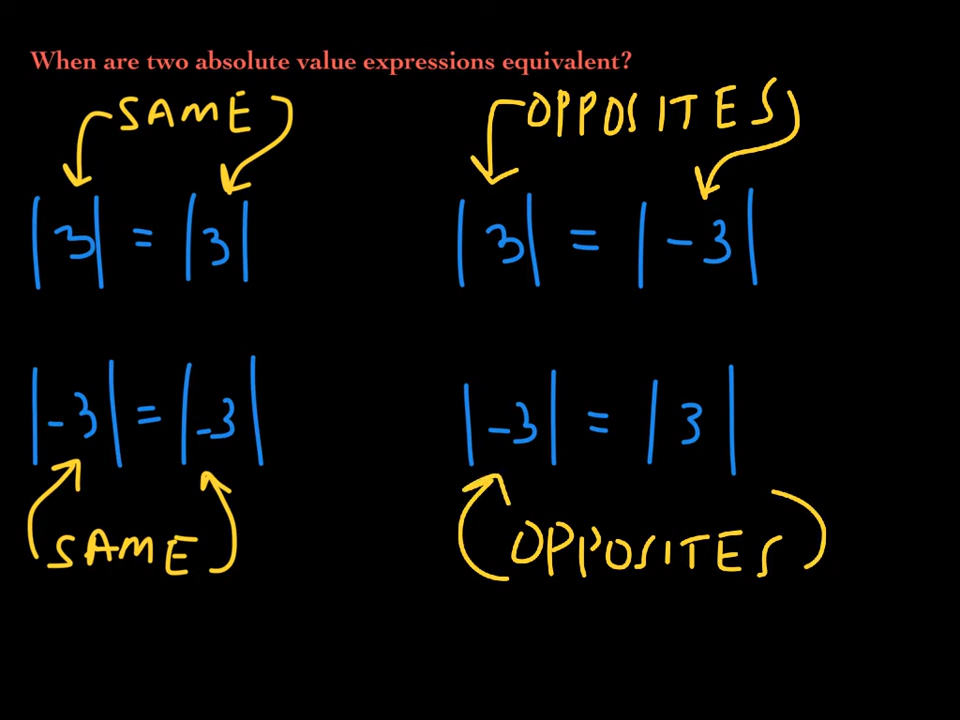 When are two absolute value expressions equivalent?
SAME OPPOSITES
|3| = |3| |3| = |-3|
|-3| = |-3| |-3| = |3|
SAME OPPOSITES